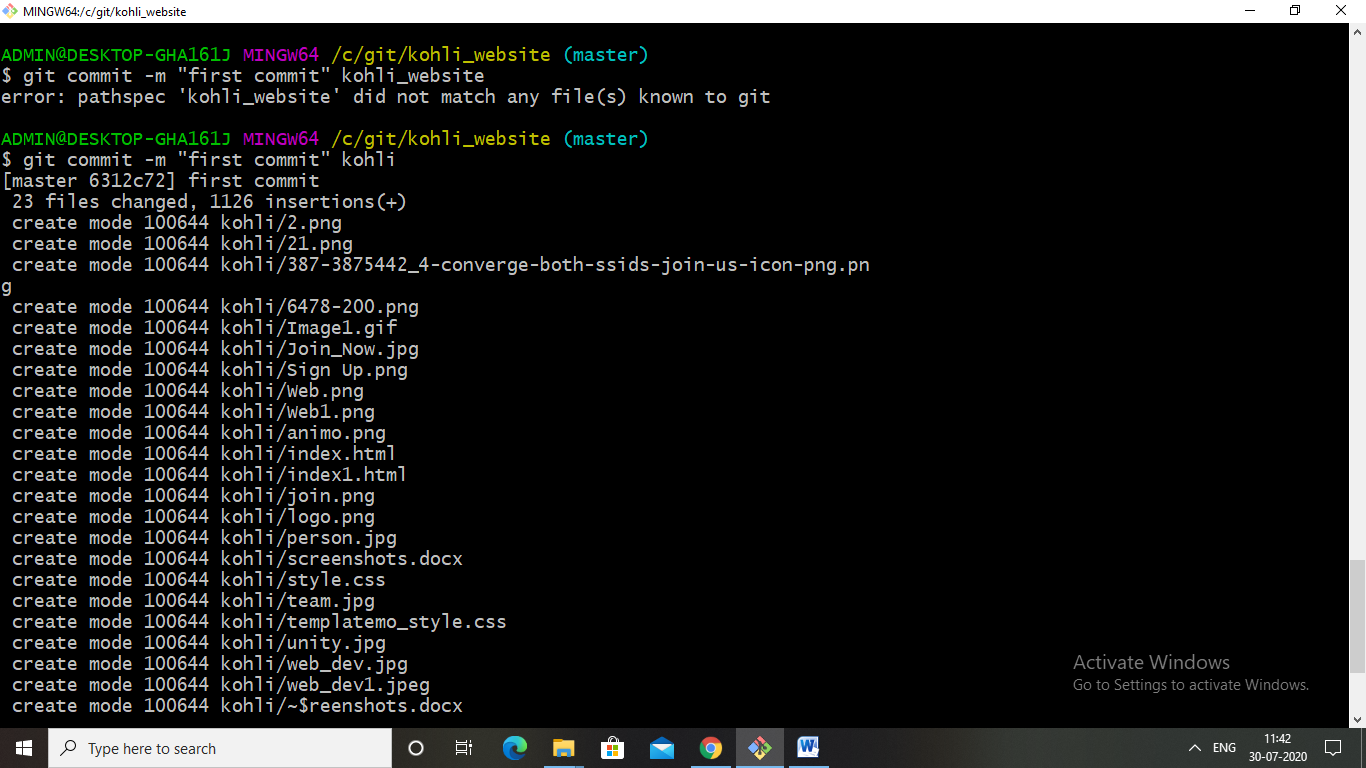 MINGW64:/c/git/kohli_website
ADMIN@DESKTOP-GHA161J MINGW64 /c/git/kohli_website (master)
$ git commit -m "first commit" kohli_website
error: pathspec 'kohli_website' did not match any file(s) known to git
ADMIN@DESKTOP-GHA161J MINGW64 /c/git/kohli_website (master)
$ git commit -m "first commit" kohli
[master 6312c72] first commit
23 files changed, 1126 insertions(+)
create mode 100644 kohli/2.png
create mode 100644 kohli/21.png
create mode 100644 kohli/387-3875442_4-converge-both-ssids-join-us-icon-png.pn
g
create mode 100644 kohli/6478-200.png
create mode 100644 kohli/Image1.gif
create mode 100644 kohli/Join_Now.jpg
create mode 100644 kohli/Sign Up.png
create mode 100644 kohli/Web.png
create mode 100644 kohli/Web1.png
create mode 100644 kohli/animo.png
create mode 100644 kohli/index.html
create mode 100644 kohli/index1.html
create mode 100644 kohli/join.png
create mode 100644 kohli/logo.png
create mode 100644 kohli/person.jpg
create mode 100644 kohli/screenshots.docx
create mode 100644 kohli/style.css
create mode 100644 kohli/team.jpg
create mode 100644 kohli/templatemo_style.css
create mode 100644 kohli/unity.jpg
create mode 100644 kohli/web_dev.jpg
create mode 100644 kohli/web_dev1.jpeg
create mode 100644 kohli/~$reenshots.docx
Activate Windows
Go to Settings to activate Windows.
Type here to search
ENG
11:42
30-07-2020